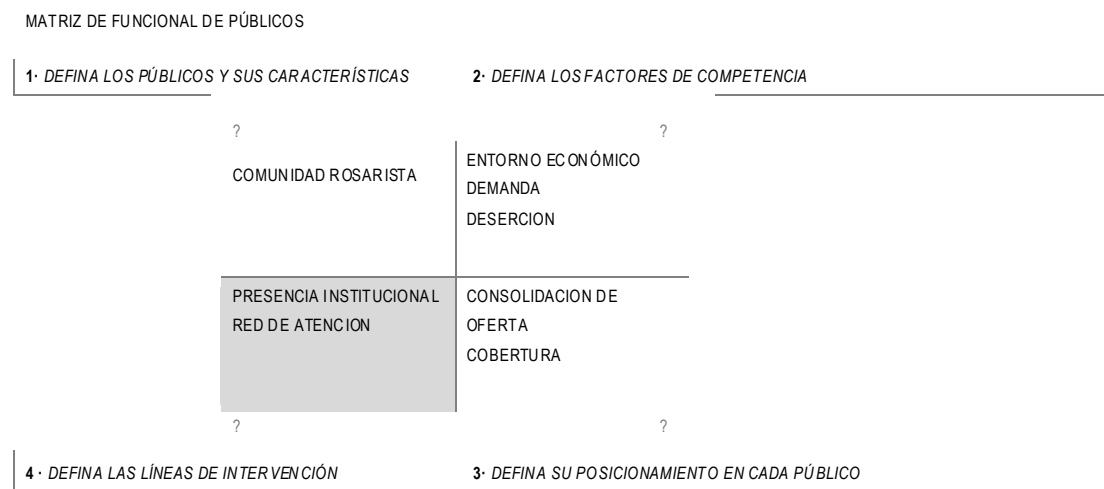 MATRIZ DE FUNCIONAL DE PÚBLICOS
1· DEFINA LOS PÚBLICOS Y SUS CARACTERÍSTICAS
2· DEFINA LOS FACTORES DE COMPETENCIA
?
?
COMUNIDAD ROSARISTA
ENTORNO ECONÓMICO
DEMANDA
DESERCION
PRESENCIA INSTITUCIONAL
RED DE ATENCION
CONSOLIDACION DE
OFERTA
COBERTURA
?
?
4 · DEFINA LAS LÍNEAS DE INTERVENCIÓN
3· DEFINA SU POSICIONAMIENTO EN CADA PÚBLICO